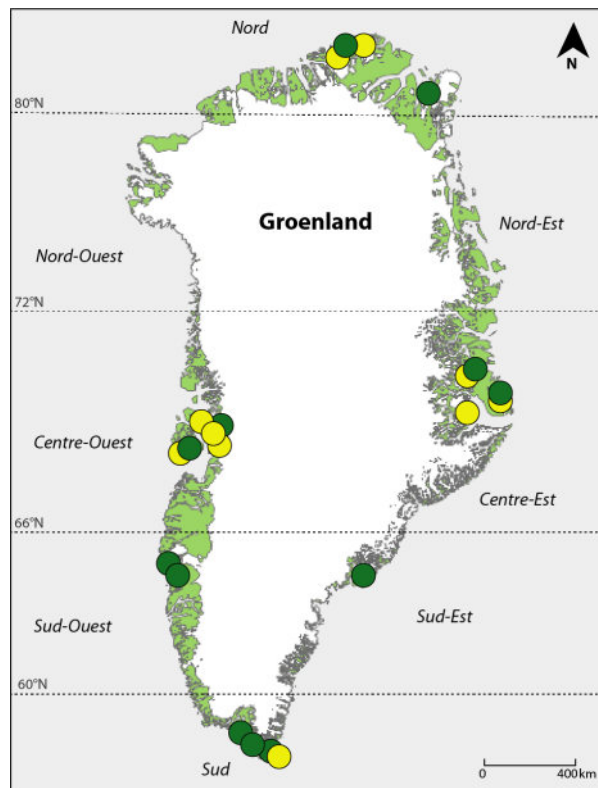 Nord
N
80°N
Groenland
Nord-Est
Nord-Ouest
72°N
Centre-Ouest
Centre-Est
66°N
Sud-Ouest
Sud-Est
60°N
Sud
0 400km